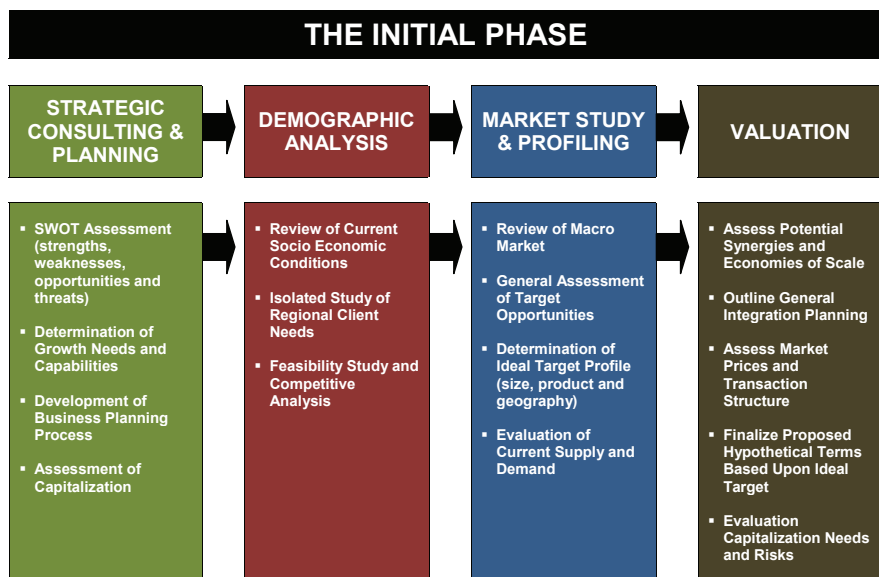 THE INITIAL PHASE
STRATEGIC
CONSULTING &
PLANNING
DEMOGRAPHIC
ANALYSIS
MARKET STUDY
& PROFILING
VALUATION
▪ SWOT Assessment
(strengths,
weaknesses,
opportunities and
threats)
▪ Determination of
Growth Needs and
Capabilities
▪ Development of
Business Planning
Process
▪ Assessment of
Capitalization
▪ Review of Current
Socio Economic
Conditions
▪ Isolated Study of
Regional Client
Needs
▪ Feasibility Study and
Competitive
Analysis
▪ Review of Macro
Market
▪ General Assessment
of Target
Opportunities
▪ Determination of
Ideal Target Profile
(size, product and
geography)
▪ Evaluation of
Current Supply and
Demand
▪ Assess Potential
Synergies and
Economies of Scale
▪ Outline General
Integration Planning
▪ Assess Market
Prices and
Transaction
Structure
▪ Finalize Proposed
Hypothetical Terms
Based Upon Ideal
Target
▪ Evaluation
Capitalization Needs
and Risks